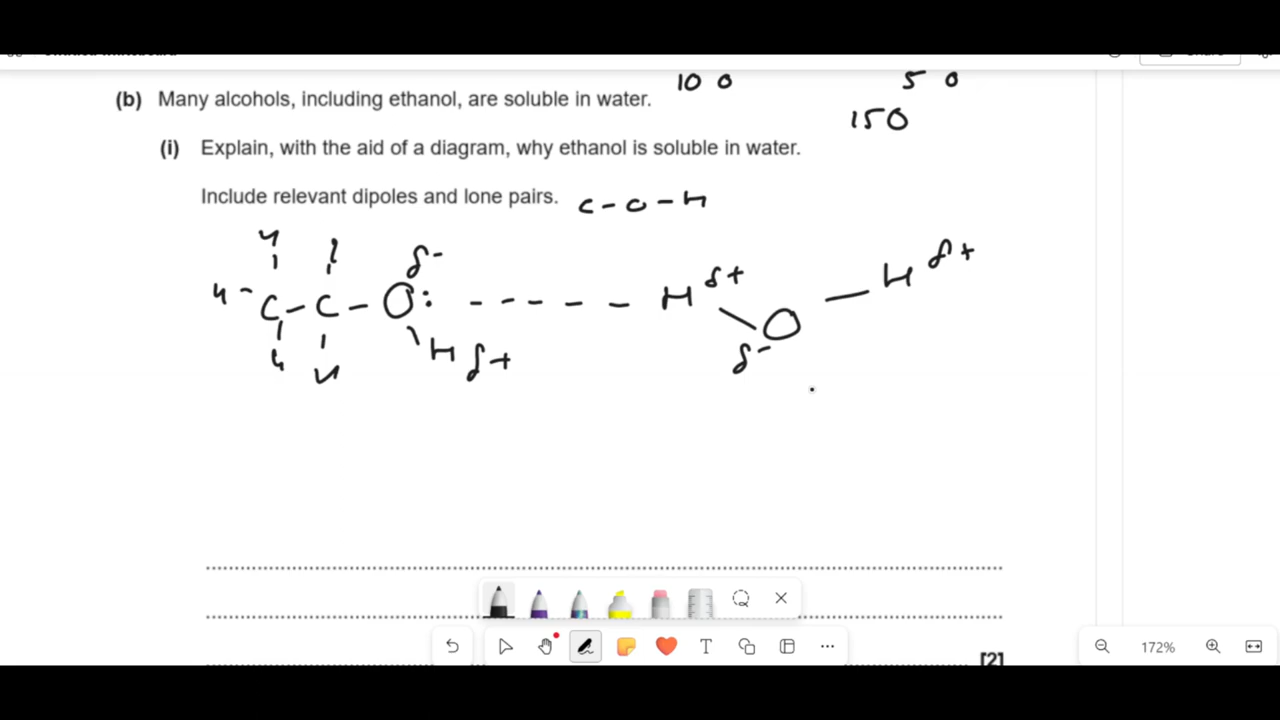 10 0 5 0
(b) Many alcohols, including ethanol, are soluble in water.
150
(i) Explain, with the aid of a diagram, why ethanol is soluble in water.
Include relevant dipoles and lone pairs. C - O - H
H
δ- δ+
H - C - C - O: - - - - - H δ+ O — H
H δ+ δ-
H H
[2]
T
172%